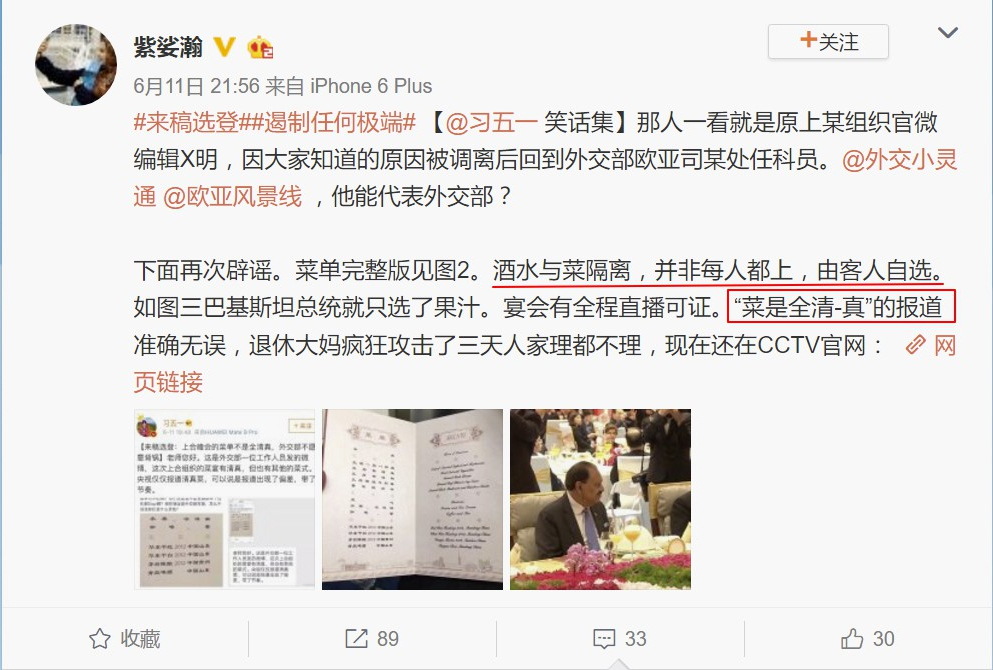 紫娑瀚
+关注
6月11日 21:56 来自 iPhone 6 Plus
#来稿选登##遏制任何极端# 【@习五一 笑话集】那人一看就是原上某组织官微
编辑X明，因大家知道的原因被调离后回到外交部欧亚司某处任科员。@外交小灵
通 @欧亚风景线 ，他能代表外交部？
下面再次辟谣。菜单完整版见图2。酒水与菜隔离，并非每人都上，由客人自选。
如图三巴基斯坦总统就只选了果汁。宴会有全程直播可证。“菜是全清-真”的报道
准确无误，退休大妈疯狂攻击了三天人家理都不理，现在还在CCTV官网： 网
页链接
习五一
【来稿选登：上合峰会的菜单不是全清真，外交部不愿
意背锅】老师您好，这是外交部一位工作人员发的微
博，这次上合组织的菜宴有清真，但也有其他的菜式。
央视仅仅报道清真菜，可以说是报道出现了偏差，带了
节奏。
MENU
收藏
89
33
30